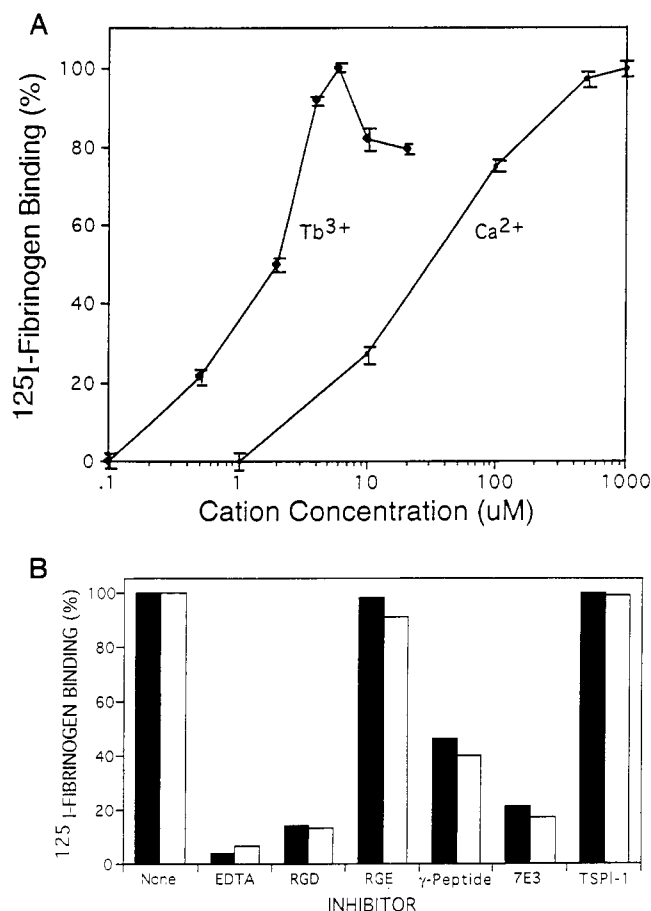 A
125I-Fibrinogen Binding (%)
100
80
60
40
20
0
Tb3+
Ca2+
.1
1
10
100
1000
Cation Concentration (uM)
B
125 I-FIBRINOGEN BINDING (%)
100
80
60
40
20
0
None
EDTA
RGD
RGE
γ-Peptide
7E3
TSPI-1
INHIBITOR